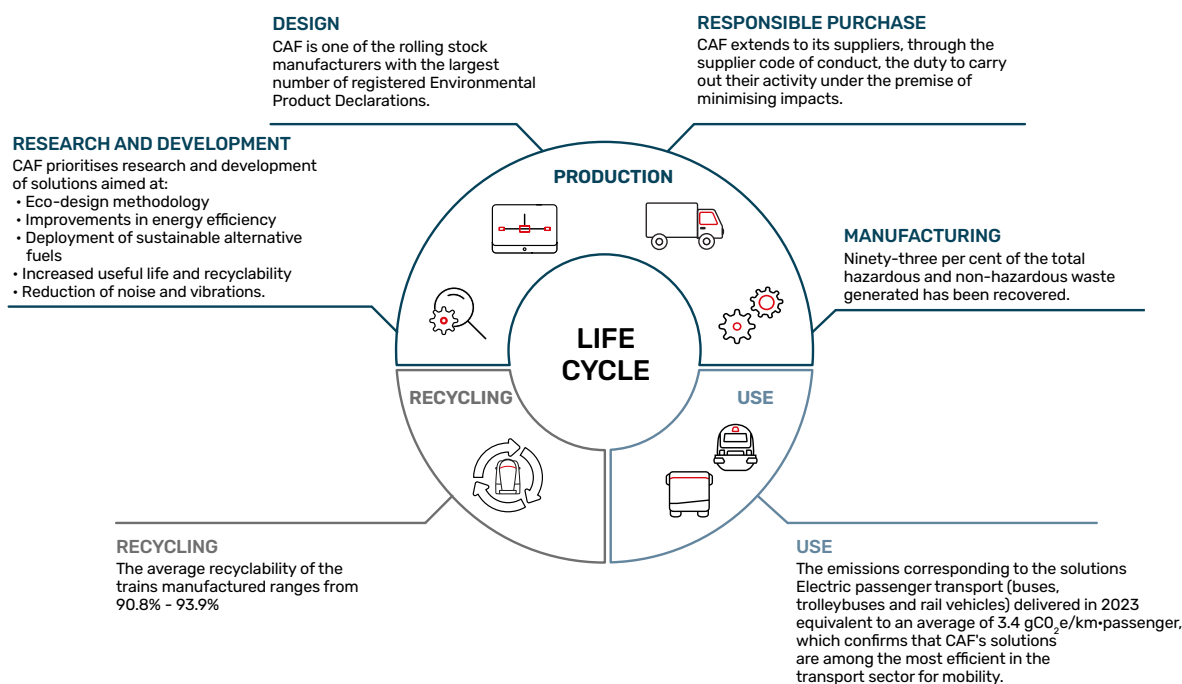 DESIGN
CAF is one of the rolling stock
manufacturers with the largest
number of registered Environmental
Product Declarations.
RESPONSIBLE PURCHASE
CAF extends to its suppliers, through the
supplier code of conduct, the duty to carry
out their activity under the premise of
minimising impacts.
RESEARCH AND DEVELOPMENT
CAF prioritises research and development
of solutions aimed at:
• Eco-design methodology
• Improvements in energy efficiency
• Deployment of sustainable alternative
fuels
• Increased useful life and recyclability
• Reduction of noise and vibrations.
PRODUCTION
MANUFACTURING
Ninety-three per cent of the total
hazardous and non-hazardous waste
generated has been recovered.
LIFE
CYCLE
RECYCLING
USE
RECYCLING
The average recyclability of the
trains manufactured ranges from
90.8% - 93.9%
USE
The emissions corresponding to the solutions
Electric passenger transport (buses,
trolleybuses and rail vehicles) delivered in 2023
equivalent to an average of 3.4 gCO₂e/km•passenger,
which confirms that CAF's solutions
are among the most efficient in the
transport sector for mobility.